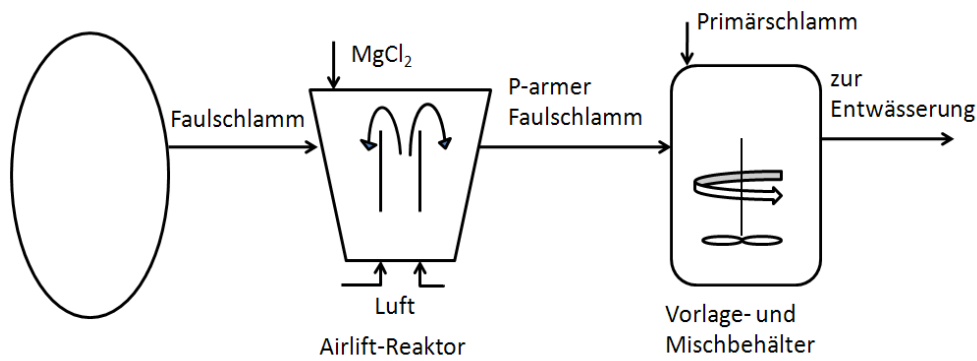 Primärschlamm
MgCl₂
P-armer
Faulschlamm
zur
Entwässerung
Faulschlamm
Luft
Airlift-Reaktor
Vorlage- und
Mischbehälter